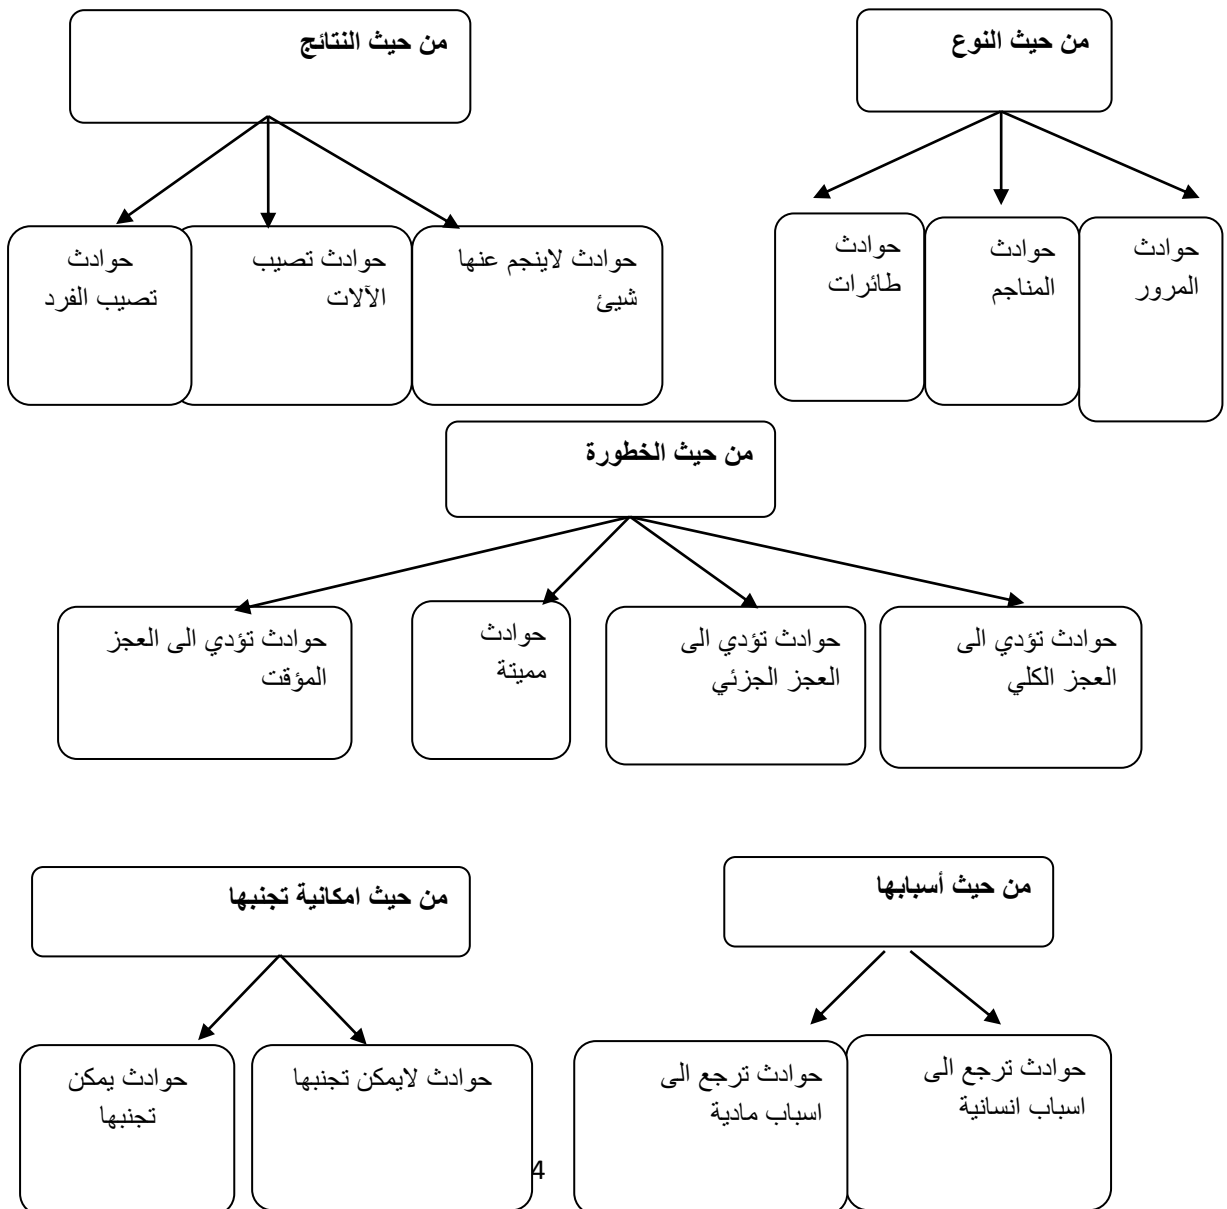 من حيث النوع
حوادث
المرور
حوادث
المناجم
حوادث
طائرات
من حيث النتائج
حوادث لاينجم عنها
شيئ
حوادث تصيب
الآلات
حوادث
تصيب الفرد
من حيث الخطورة
حوادث تؤدي الى
العجز الكلي
حوادث تؤدي الى
العجز الجزئي
حوادث
مميتة
حوادث تؤدي الى العجز
المؤقت
من حيث أسبابها
حوادث ترجع الى
اسباب انسانية
حوادث ترجع الى
اسباب مادية
من حيث امكانية تجنبها
حوادث لايمكن تجنبها
حوادث يمكن
تجنبها
4